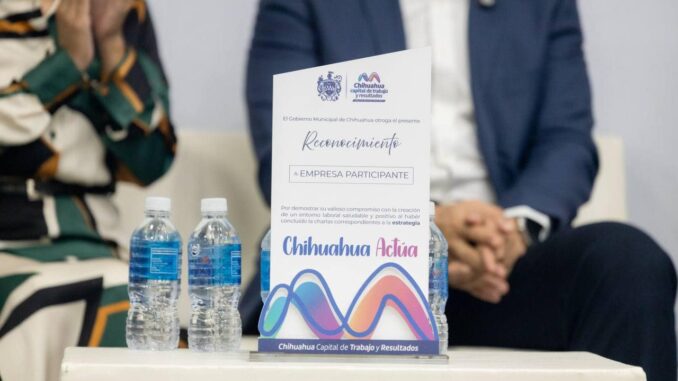 Chihuahua
capital de trabajo
y resultados
El Gobierno Municipal de Chihuahua otroga el presente
Reconocimiento
A: EMPRESA PARTICIPANTE
Por demostrar su valioso compromiso con la creación
de un entorno laboral saludable y positivo al haber
concluido la charlas correspondientes a la estrategia
Chihuahua Actúa
Chihuahua Capital de Trabajo y Resultados